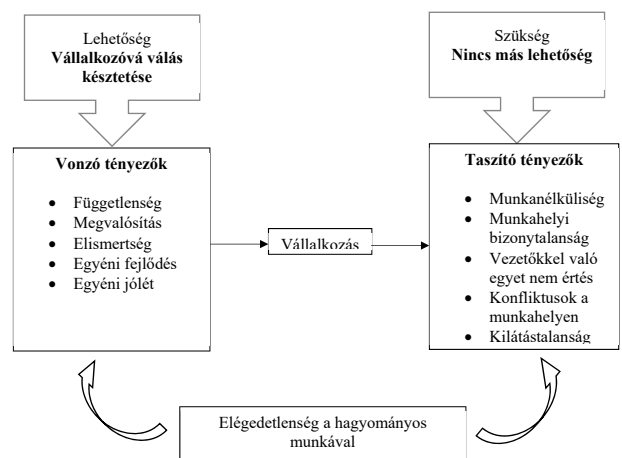 Lehetőség
Vállalkozóvá válás
késztetése
Szükség
Nincs más lehetőség
Vonzó tényezők
• Függetlenség
• Megvalósítás
• Elismertség
• Egyéni fejlődés
• Egyéni jólét
Vállalkozás
Taszító tényezők
• Munkanélküliség
• Munkahelyi
bizonytalanság
• Vezetőkkel való
egyet nem értés
• Konfliktusok a
munkahelyen
• Kilátástalanság
Elégedetlenség a hagyományos
munkával